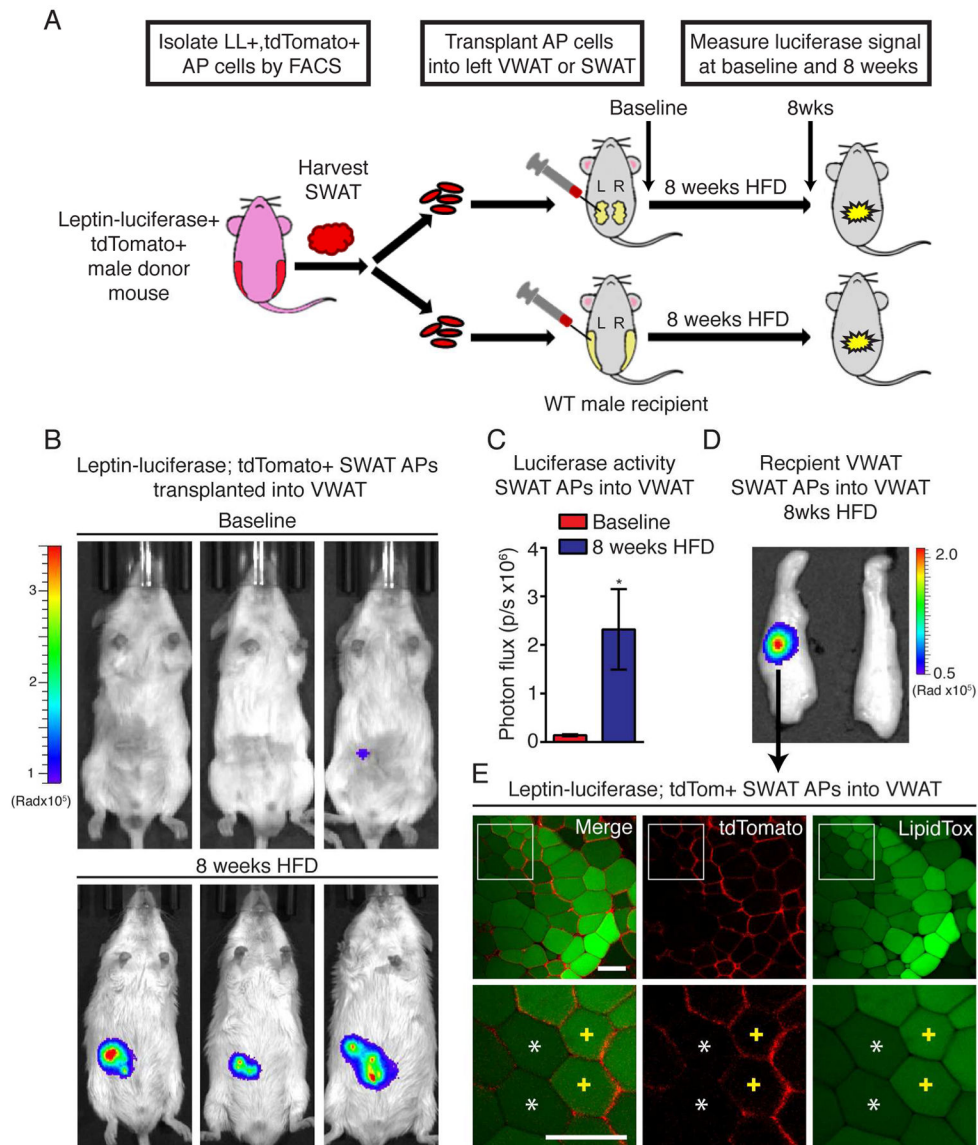 A
Isolate LL+,tdTomato+
AP cells by FACS
Transplant AP cells
into left VWAT or SWAT
Measure luciferase signal
at baseline and 8 weeks
Baseline
8wks
Harvest
SWAT
Leptin-luciferase+
tdTomato+
male donor
mouse
L R
8 weeks HFD
L R
8 weeks HFD
WT male recipient
B
Leptin-luciferase; tdTomato+ SWAT APs
transplanted into VWAT
Baseline
3
2
1
(Radx10⁵)
8 weeks HFD
C
Luciferase activity
SWAT APs into VWAT
Baseline
8 weeks HFD
Photon flux (p/s x10⁶)
4
3
2
1
0
*
D
Recpient VWAT
SWAT APs into VWAT
8wks HFD
2.0
0.5
(Rad x10⁵)
E
Leptin-luciferase; tdTom+ SWAT APs into VWAT
Merge
tdTomato
LipidTox
* +
* +
* +
* +
* +
* +